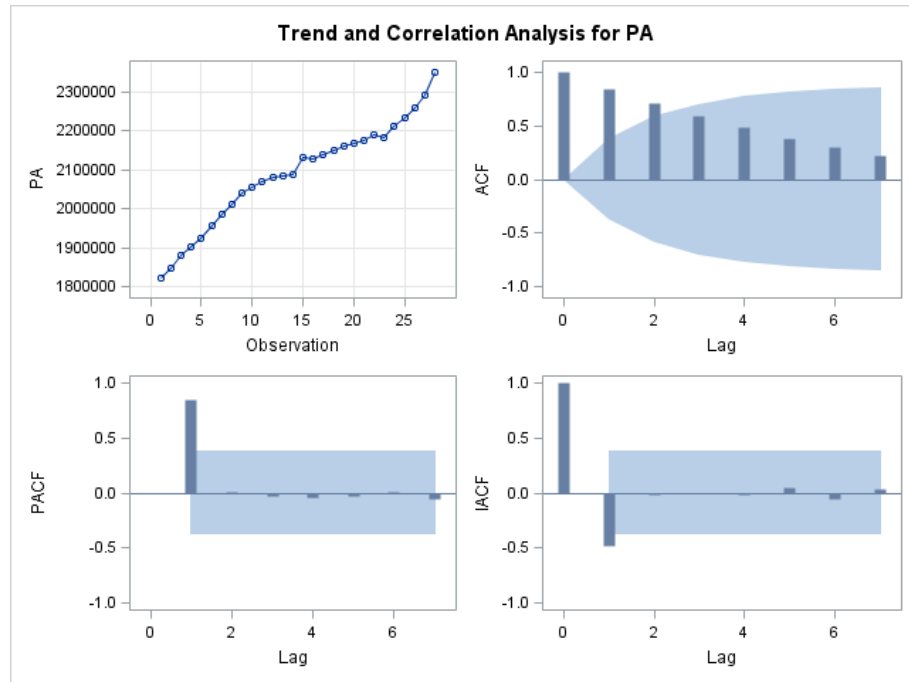 Trend and Correlation Analysis for PA
PA
2300000
2200000
2100000
2000000
1900000
1800000
0 5 10 15 20 25
Observation
ACF
1.0
0.5
0.0
-0.5
-1.0
0 2 4 6
Lag
PACF
1.0
0.5
0.0
-0.5
-1.0
0 2 4 6
Lag
IACF
1.0
0.5
0.0
-0.5
-1.0
0 2 4 6
Lag